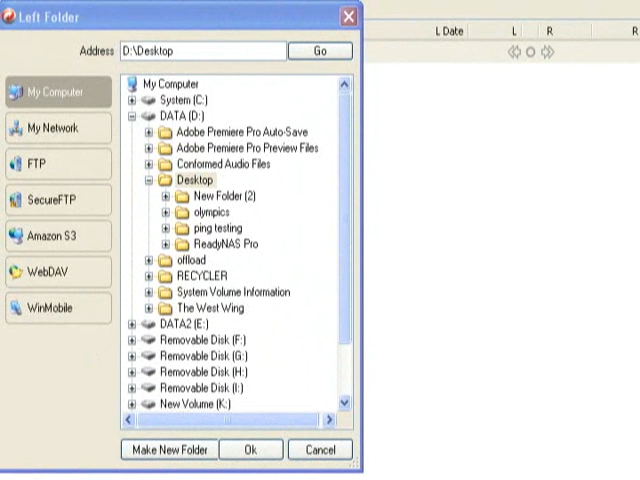 Left Folder
L Date L R R
Address D:\Desktop Go
My Computer
My Network
FTP
SecureFTP
Amazon S3
WebDAV
WinMobile
My Computer
System (C:)
DATA (D:)
Adobe Premiere Pro Auto-Save
Adobe Premiere Pro Preview Files
Conformed Audio Files
Desktop
New Folder (2)
olympics
ping testing
ReadyNAS Pro
offload
RECYCLER
System Volume Information
The West Wing
DATA2 (E:)
Removable Disk (F:)
Removable Disk (G:)
Removable Disk (H:)
Removable Disk (I:)
New Volume (K:)
Make New Folder Ok Cancel